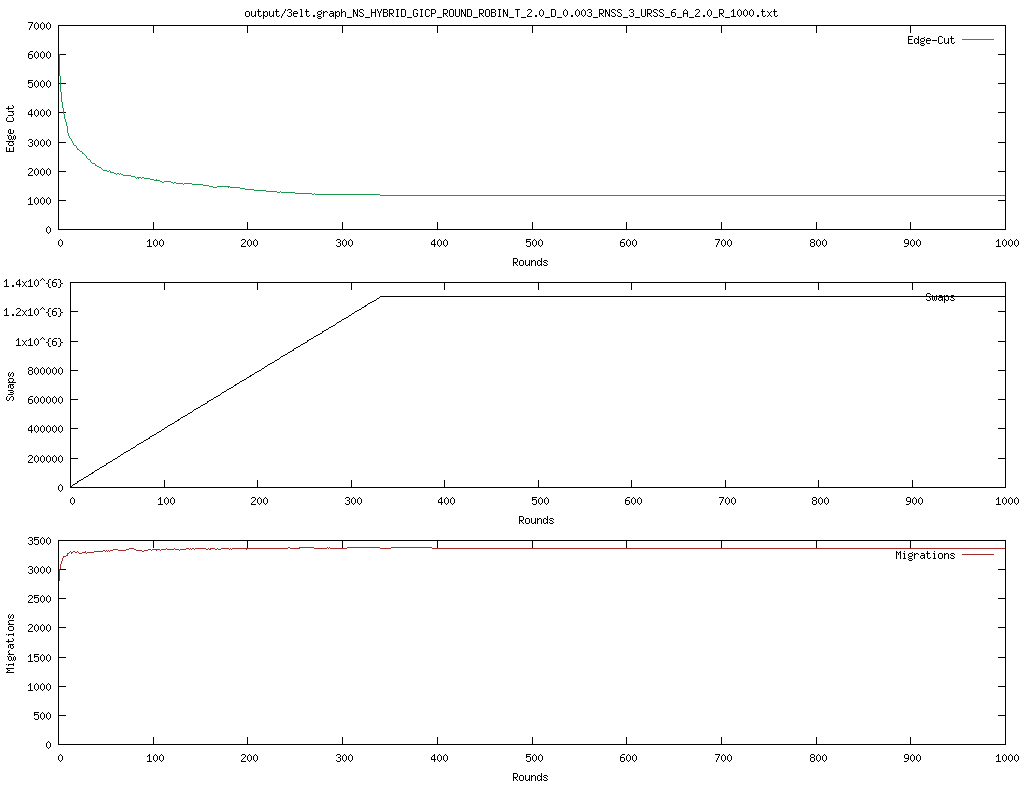 output/3elt.graph_NS_HYBRID_GICP_ROUND_ROBIN_T_2.0_D_0.003_RNSS_3_URSS_6_A_2.0_R_1000.txt
7000
6000
5000
4000
3000
2000
1000
0
Edge Cut
Edge-Cut
0 100 200 300 400 500 600 700 800 900 1000
Rounds
1.4x10^{6}
1.2x10^{6}
1x10^{6}
800000
600000
400000
200000
0
Swaps
Swaps
0 100 200 300 400 500 600 700 800 900 1000
Rounds
3500
3000
2500
2000
1500
1000
500
0
Migrations
Migrations
0 100 200 300 400 500 600 700 800 900 1000
Rounds